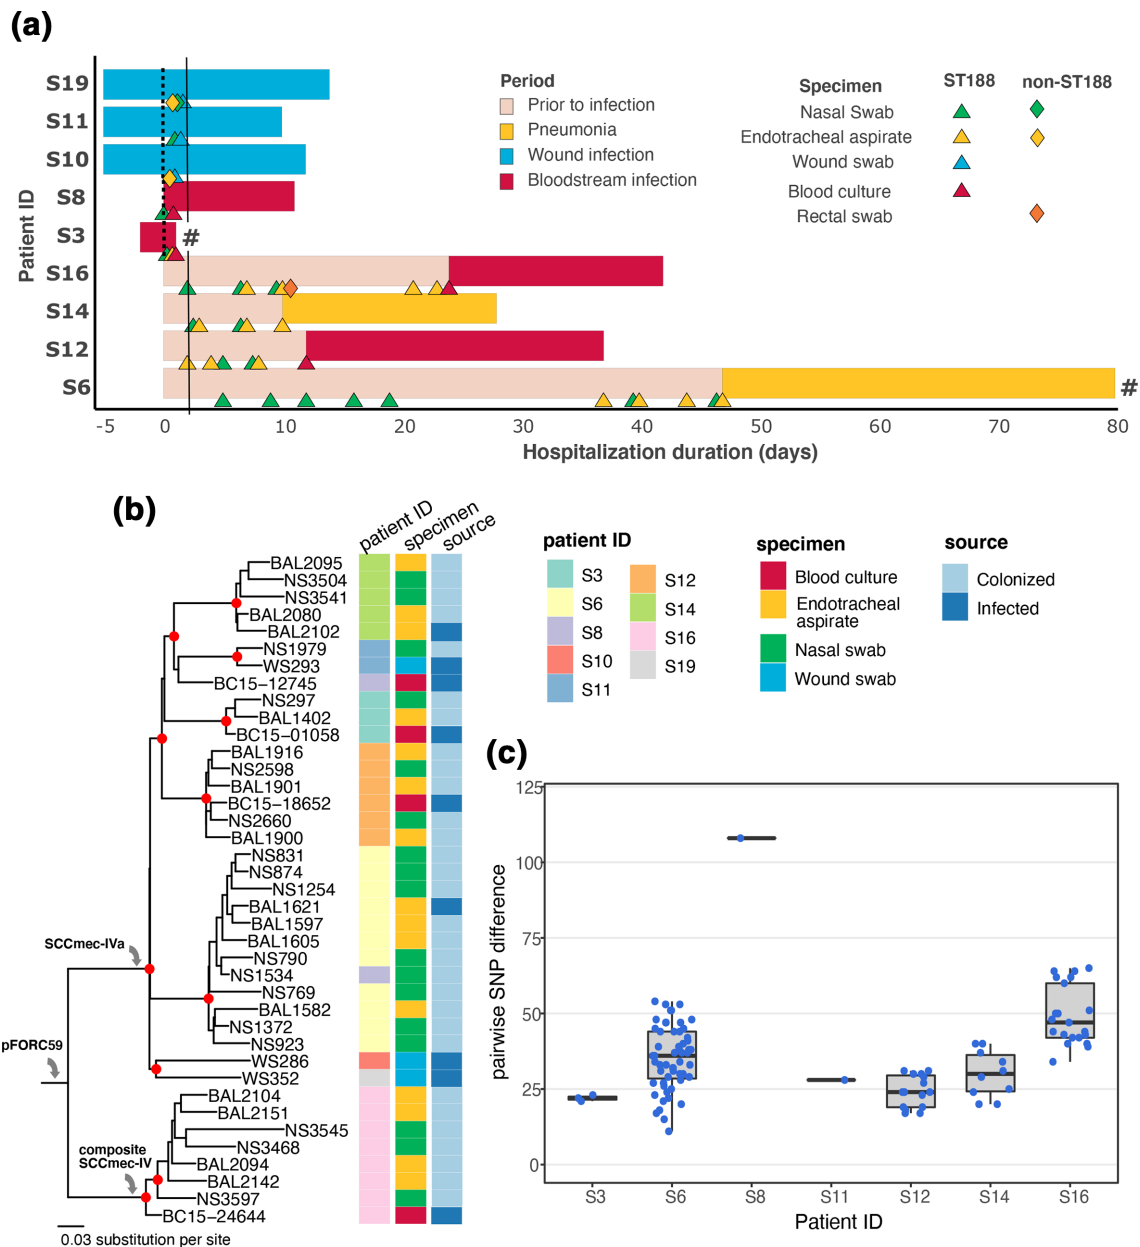 (a)
S19
S11
S10
S8
S3
S16
S14
S12
S6
Patient ID
#
#
-5 0 10 20 30 40 50 60 70 80
Hospitalization duration (days)
Period
Prior to infection
Pneumonia
Wound infection
Bloodstream infection
Specimen ST188 non-ST188
Nasal Swab
Endotracheal aspirate
Wound swab
Blood culture
Rectal swab
(b)
patient ID
specimen
source
BAL2095
NS3504
NS3541
BAL2080
BAL2102
NS1979
WS293
BC15-12745
NS297
BAL1402
BC15-01058
BAL1916
NS2598
BAL1901
BC15-18652
NS2660
BAL1900
NS831
NS874
NS1254
BAL1621
BAL1597
BAL1605
NS790
NS1534
NS769
BAL1582
NS1372
NS923
WS286
WS352
BAL2104
BAL2151
NS3545
NS3468
BAL2094
BAL2142
NS3597
BC15-24644
SCCmec-IVa
pFORC59
composite
SCCmec-IV
0.03 substitution per site
patient ID
S3
S6
S8
S10
S11
S12
S14
S16
S19
specimen
Blood culture
Endotracheal
aspirate
Nasal swab
Wound swab
source
Colonized
Infected
(c)
125
100
75
50
25
0
pairwise SNP difference
S3 S6 S8 S11 S12 S14 S16
Patient ID